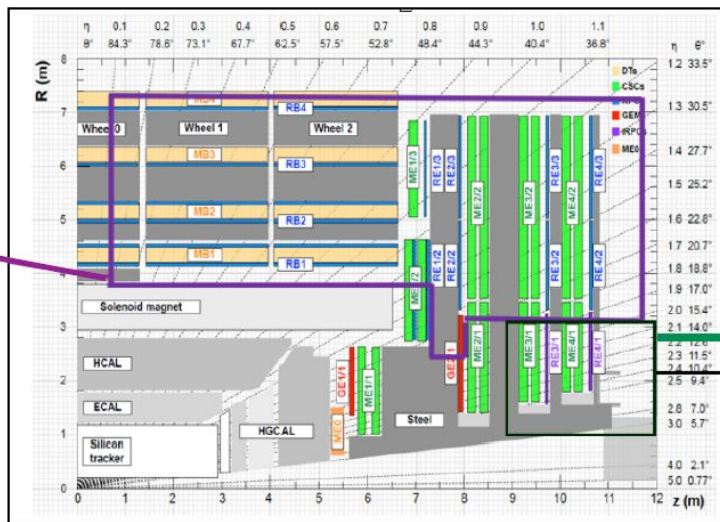 η 0.1 0.2 0.3 0.4 0.5 0.6 0.7 0.8 0.9 1.0 1.1
θ° 84.3° 78.6° 73.1° 67.7° 62.5° 57.5° 52.8° 48.4° 44.3° 40.4° 36.8° η θ°
R (m)
8
7
6
5
4
3
2
1
0
1.2 33.5°
1.3 30.5°
1.4 27.7°
1.5 25.2°
1.6 22.8°
1.7 20.7°
1.8 18.8°
1.9 17.0°
2.0 15.4°
2.1 14.0°
2.2 12.6°
2.3 11.5°
2.4 10.4°
2.5 9.4°
2.8 7.0°
3.0 5.7°
4.0 2.1°
5.0 0.77°
DTs
CSCs
GEM
iRPCs
ME0
MB4
RB4
Wheel 0 Wheel 1 Wheel 2
MB3
RB3
MB2
RB2
MB1
RB1
ME1/3
RE1/3
RE2/3
ME2/2
ME3/2
RE3/3
ME4/2
RE4/3
RE1/2
RE2/2
RE3/2
RE4/2
Solenoid magnet
HCAL
ECAL
Silicon
tracker
HGCAL
ME0
GE1/1
ME1/1
Steel
ME2/1
ME3/1
RE3/1
ME4/1
RE4/1
0 1 2 3 4 5 6 7 8 9 10 11 12
z (m)